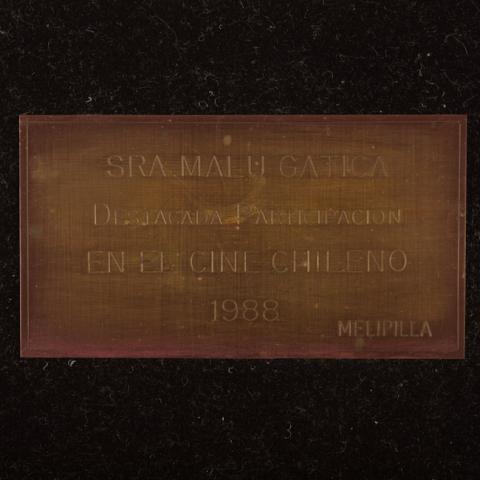 SRA. MALU GATICA
DESTACADA PARTICIPACION
EN EL CINE CHILENO
1988
MELIPILLA